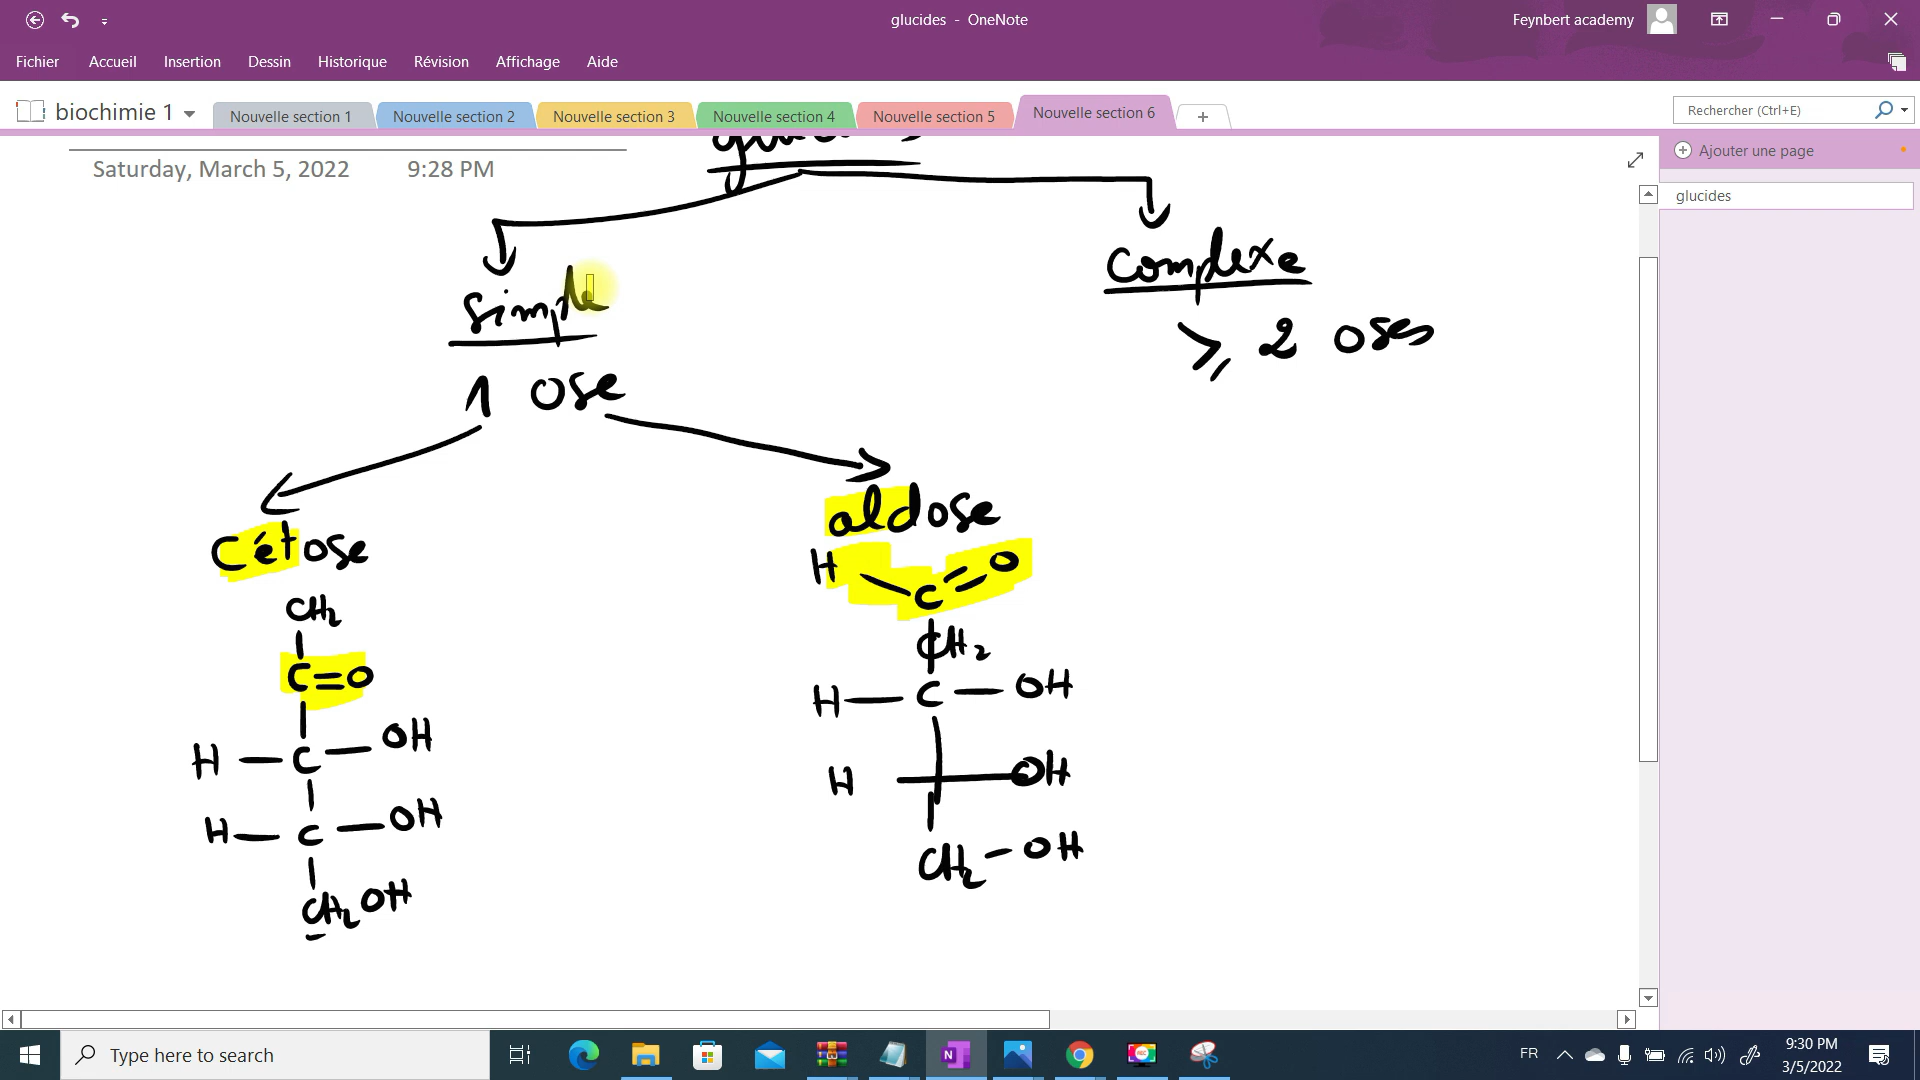 glucides - OneNote
Feynbert academy
Fichier Accueil Insertion Dessin Historique Révision Affichage Aide
biochimie 1
Nouvelle section 1
Nouvelle section 2
Nouvelle section 3
Nouvelle section 4
Nouvelle section 5
Nouvelle section 6
+
Rechercher (Ctrl+E)
Saturday, March 5, 2022 9:28 PM
Ajouter une page
glucides
simple
complexe
1 ose
⩾ 2 oses
Cétose
aldose
H C=O
CH2
CH2
C=O
H — C — OH
H — C — OH
H OH
H — C — OH
CH2 — OH
CH2OH
Type here to search
FR
9:30 PM
3/5/2022